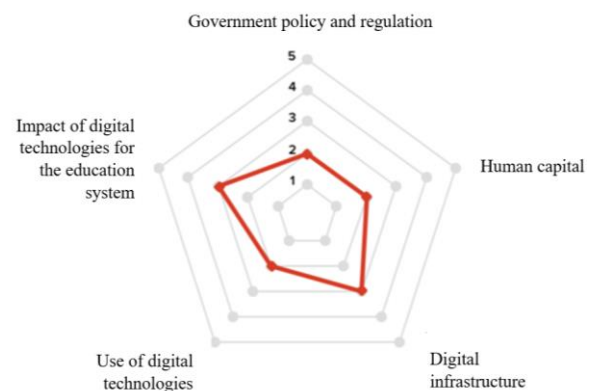 Government policy and regulation
5
4
3
2
1
Impact of digital
technologies for
the education
system
Human capital
Use of digital
technologies
Digital
infrastructure